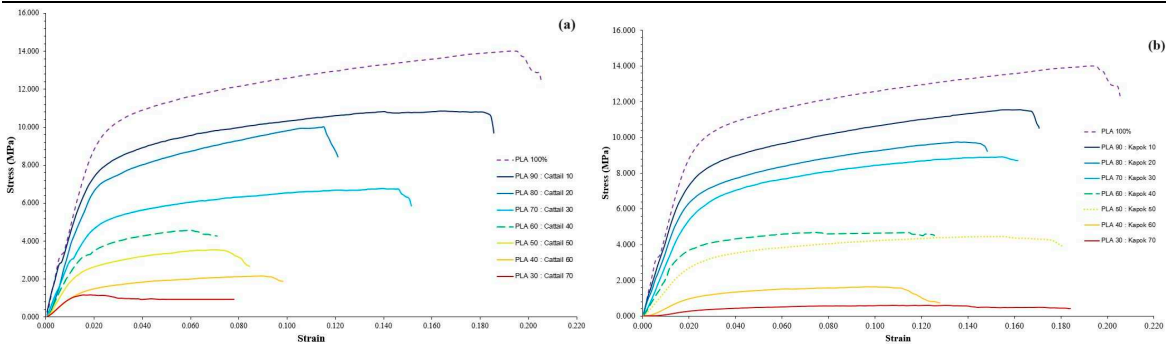 (a)
16.000
14.000
12.000
10.000
8.000
6.000
4.000
2.000
0.000
Stress (MPa)
0.000 0.020 0.040 0.060 0.080 0.100 0.120 0.140 0.160 0.180 0.200 0.220
Strain
PLA 100%
PLA 90 : Cattail 10
PLA 80 : Cattail 20
PLA 70 : Cattail 30
PLA 60 : Cattail 40
PLA 50 : Cattail 50
PLA 40 : Cattail 60
PLA 30 : Cattail 70
(b)
16.000
14.000
12.000
10.000
8.000
6.000
4.000
2.000
0.000
Stress (MPa)
0.000 0.020 0.040 0.060 0.080 0.100 0.120 0.140 0.160 0.180 0.200 0.220
Strain
PLA 100%
PLA 90 : Kapok 10
PLA 80 : Kapok 20
PLA 70 : Kapok 30
PLA 60 : Kapok 40
PLA 50 : Kapok 50
PLA 40 : Kapok 60
PLA 30 : Kapok 70